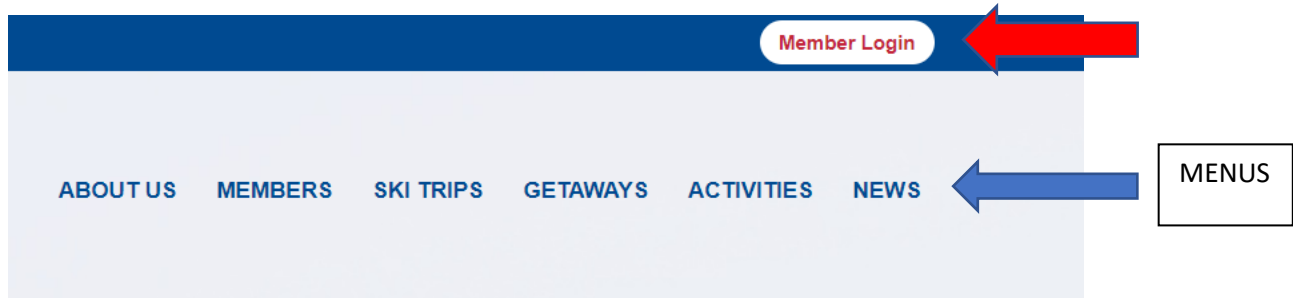 Member Login
ABOUT US MEMBERS SKI TRIPS GETAWAYS ACTIVITIES NEWS
MENUS